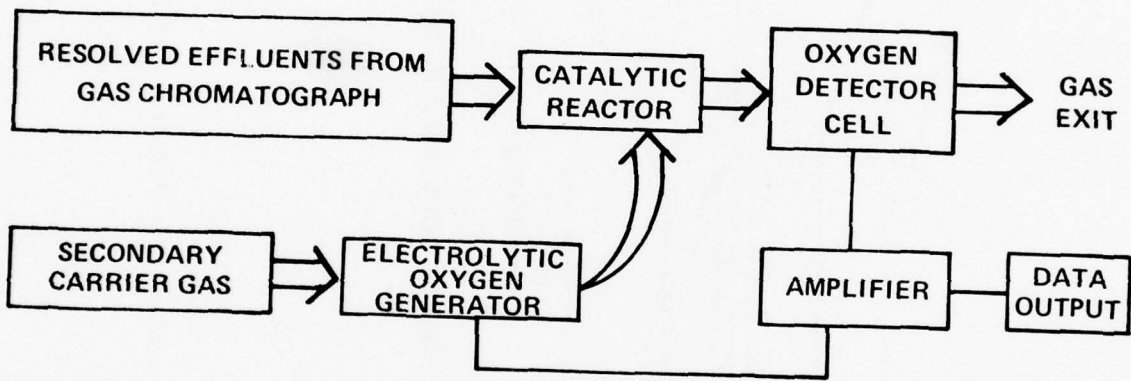 RESOLVED EFFLUENTS FROM
GAS CHROMATOGRAPH
CATALYTIC
REACTOR
OXYGEN
DETECTOR
CELL
GAS
EXIT
SECONDARY
CARRIER GAS
ELECTROLYTIC
OXYGEN
GENERATOR
AMPLIFIER
DATA
OUTPUT